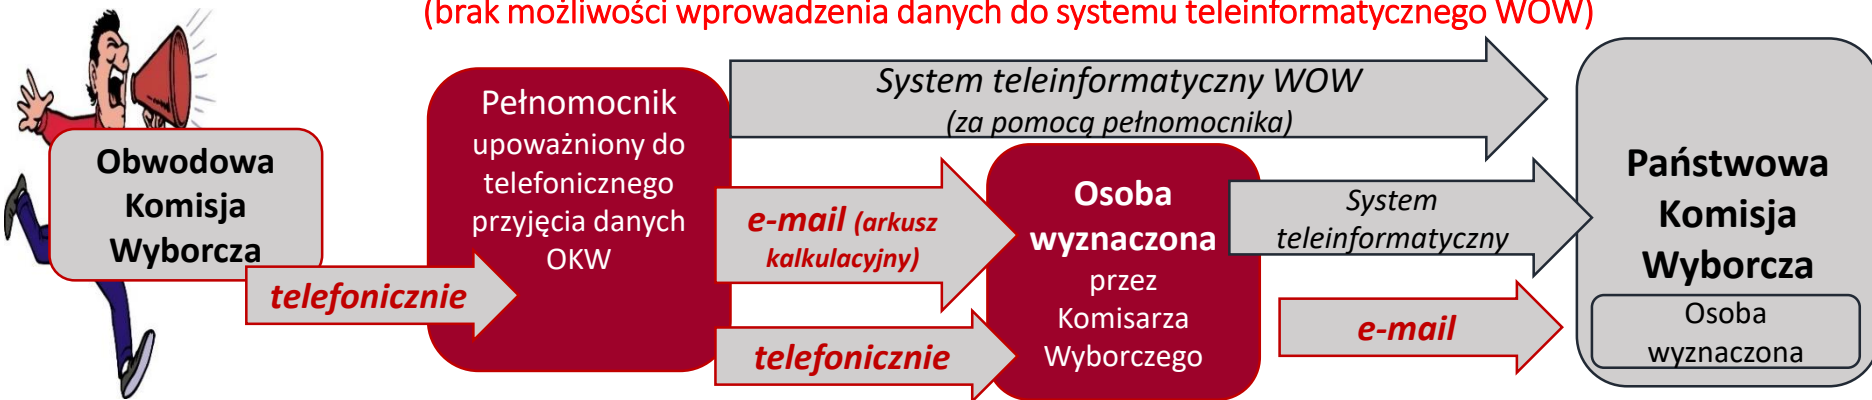 (brak możliwości wprowadzenia danych do systemu teleinformatycznego WOW)
Obwodowa
Komisja
Wyborcza
telefonicznie
Pełnomocnik
upoważniony do
telefonicznego
przyjęcia danych
OKW
System teleinformatyczny WOW
(za pomocą pełnomocnika)
e-mail (arkusz
kalkulacyjny)
telefonicznie
Osoba
wyznaczona
przez
Komisarza
Wyborczego
System
teleinformatyczny
e-mail
Państwowa
Komisja
Wyborcza
Osoba
wyznaczona